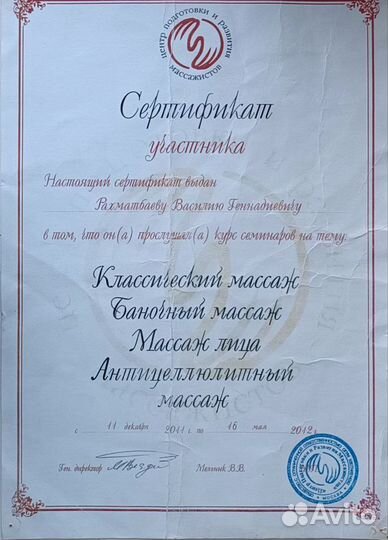 центр подготовки и развития
массажистов
Сертификат
участника
Настоящий сертификат выдан
Рахматбаеву Василию Геннадиевичу
в том, что он(а) прослушал(а) курс семинаров на тему:
Классический массаж
Баночный массаж
Массаж лица
Антицеллюлитный
массаж
с 11 декабря 2011 г. по 16 мая 2012 г.
Ген. директор Мельник В.В.
Avito